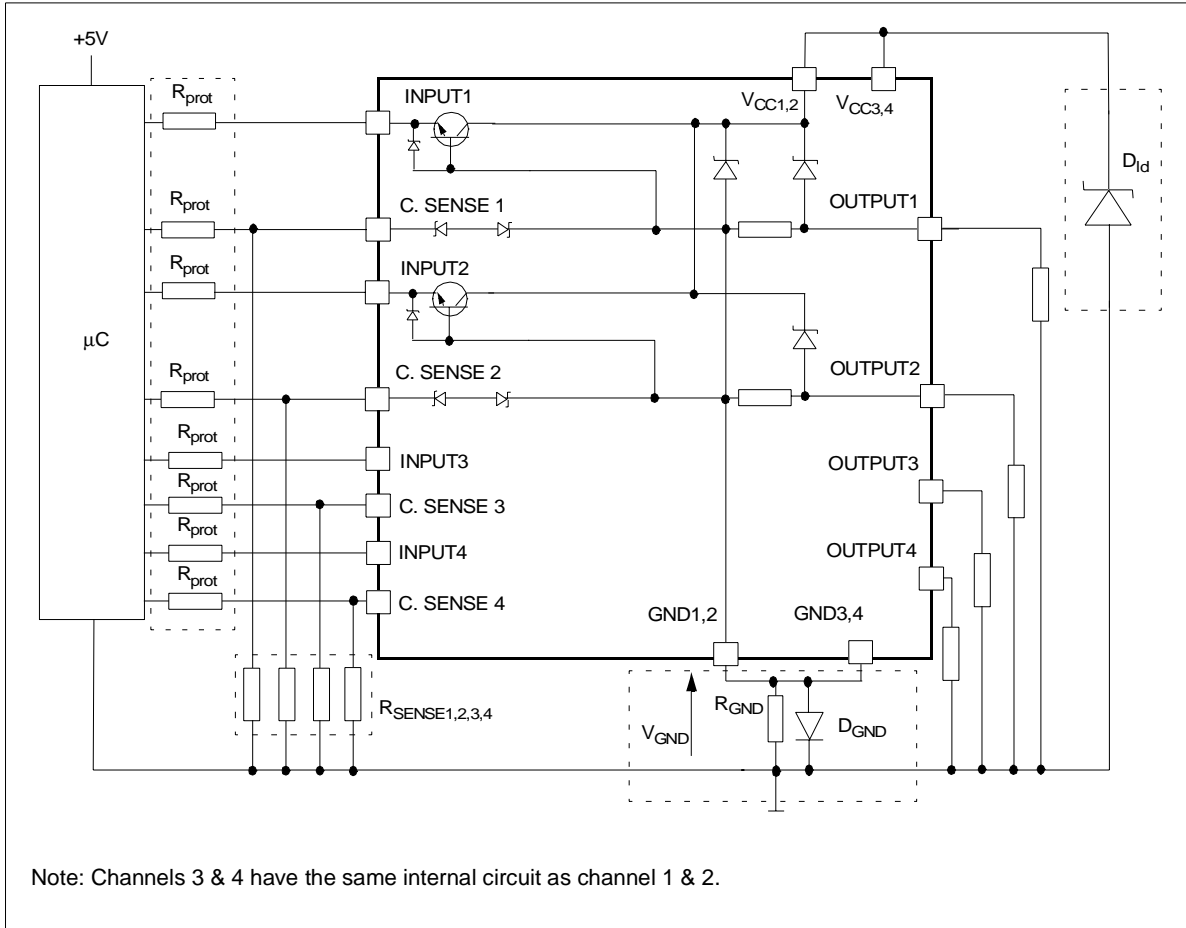 +5V
Rprot
INPUT1
VCC1,2
VCC3,4
Dld
Rprot
C. SENSE 1
OUTPUT1
Rprot
INPUT2
μC
Rprot
C. SENSE 2
OUTPUT2
Rprot
INPUT3
OUTPUT3
Rprot
C. SENSE 3
Rprot
INPUT4
OUTPUT4
Rprot
C. SENSE 4
GND1,2
GND3,4
RSENSE1,2,3,4
VGND
RGND
DGND
Note: Channels 3 & 4 have the same internal circuit as channel 1 & 2.